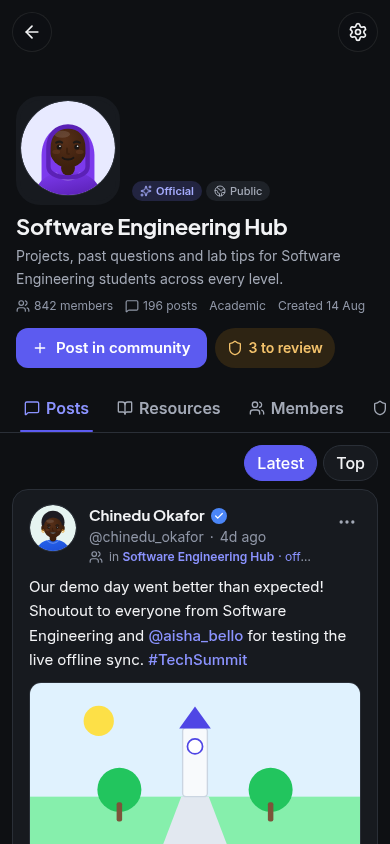 Official
Public
Software Engineering Hub
Projects, past questions and lab tips for Software
Engineering students across every level.
842 members 196 posts Academic Created 14 Aug
Post in community
3 to review
Posts Resources Members
Latest Top
Chinedu Okafor
@chinedu_okafor · 4d ago
in Software Engineering Hub · off...
Our demo day went better than expected!
Shoutout to everyone from Software
Engineering and @aisha_bello for testing the
live offline sync. #TechSummit